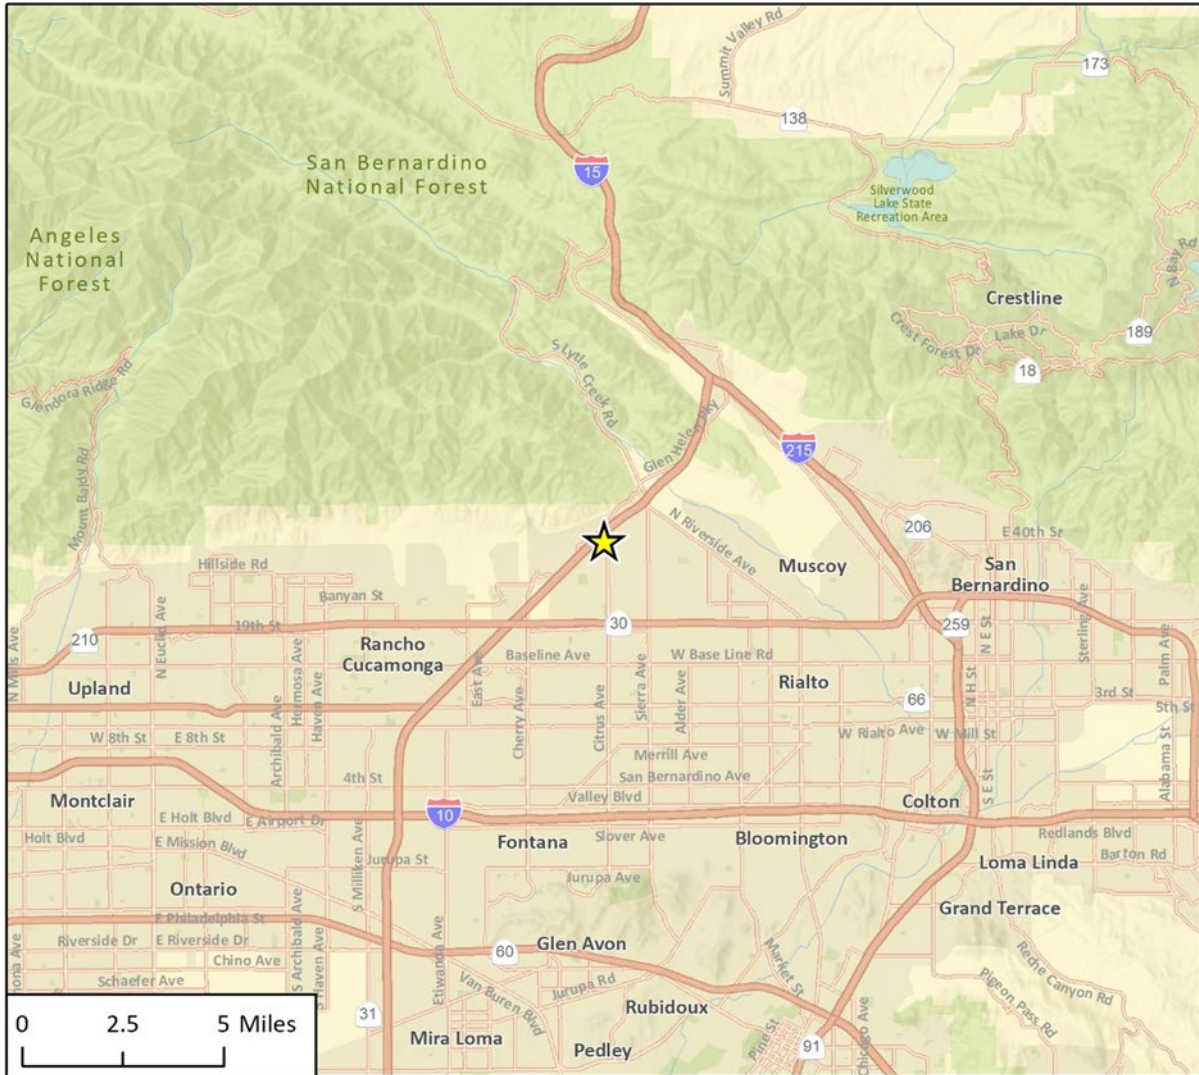 Summit Valley Rd
173
138
San Bernardino
National Forest
15
Silverwood
Lake State
Recreation Area
Angeles
National
Forest
N Bay Rd
Crestline
Lake Dr
Crest Forest Dr
189
18
S Lytle Creek Rd
Glendora Ridge Rd
Glen Helen Pky
215
Mount Baldy Rd
N Riverside Ave
206
E 40th St
Hillside Rd
Muscoy
San
Bernardino
Banyan St
N Euclid Ave
19th St
30
259
N E St
Sterling Ave
210
N Mills Ave
Rancho
Cucamonga
Hermosa Ave
Haven Ave
East Ave
Baseline Ave
W Base Line Rd
Palm Ave
Upland
Archibald Ave
Cherry Ave
Citrus Ave
Sierra Ave
Alder Ave
Rialto
66
N H St
3rd St
5th St
W 8th St
E 8th St
W Rialto Ave
W Mill St
Merrill Ave
4th St
San Bernardino Ave
Valley Blvd
S E St
Alabama St
Montclair
Colton
E Holt Blvd
E Airport Dr
10
Holt Blvd
E Mission Blvd
Fontana
Slover Ave
Bloomington
Redlands Blvd
Jurupa St
Loma Linda
Barton Rd
S Milliken Ave
Jurupa Ave
Ontario
Grand Terrace
E Philadelphia St
S Archibald Ave
S Haven Ave
Etiwanda Ave
Riverside Dr
E Riverside Dr
60
Glen Avon
Market St
Reche Canyon Rd
Chino Ave
Schaefer Ave
Van Buren Blvd
Jurupa Rd
Pigeon Pass Rd
Rubidoux
31
Mira Loma
Pedley
Pine St
91
Chicago Ave
0 2.5 5 Miles